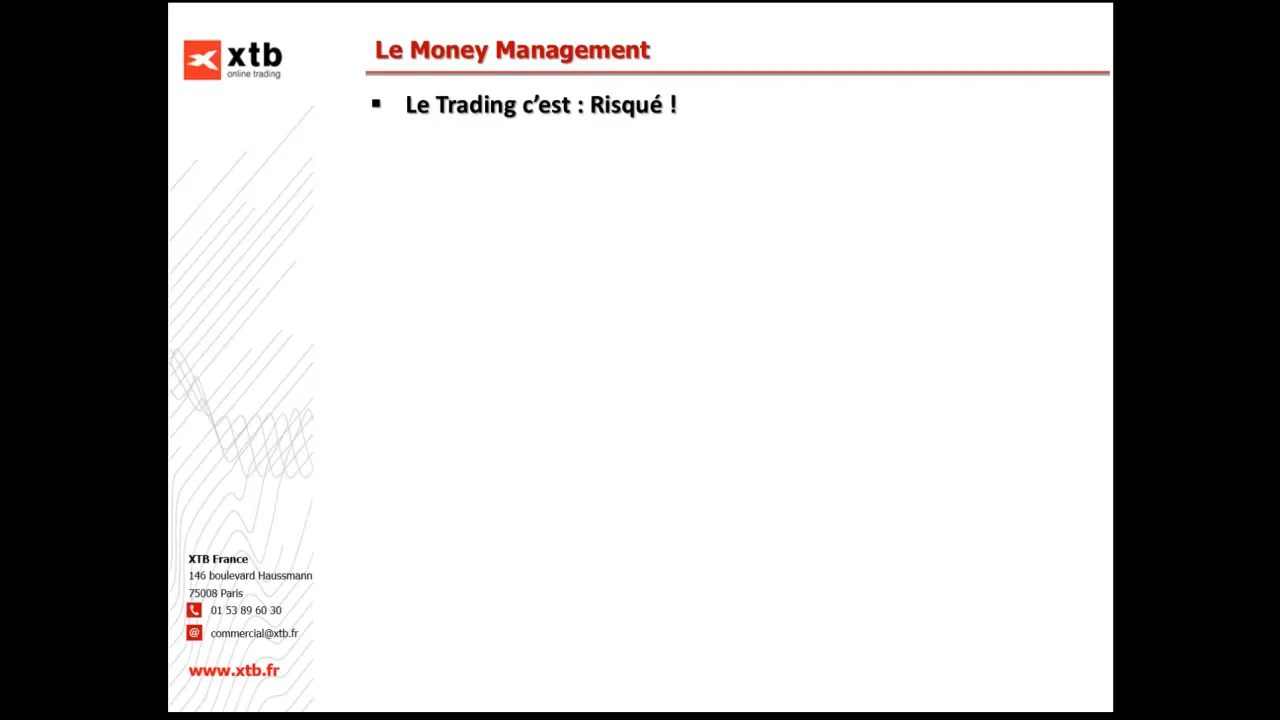 xtb
online trading
Le Money Management
▪ Le Trading c’est : Risqué !
XTB France
146 boulevard Haussmann
75008 Paris
01 53 89 60 30
@ commercial@xtb.fr
www.xtb.fr